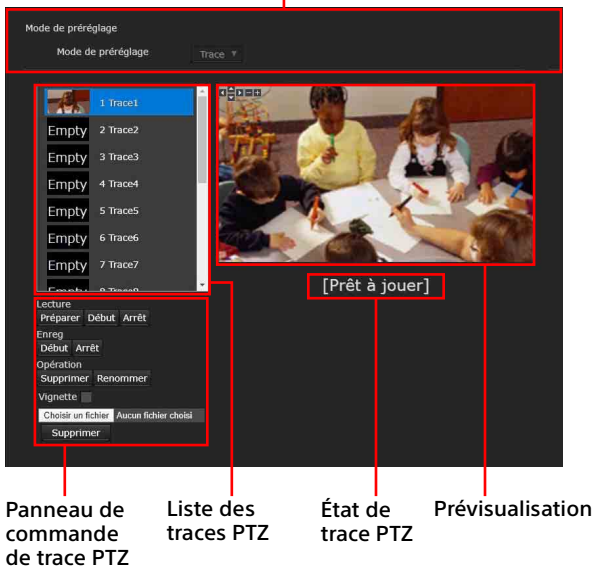 Mode de préréglage
Mode de préréglage Trace
1 Trace1
Empty 2 Trace2
Empty 3 Trace3
Empty 4 Trace4
Empty 5 Trace5
Empty 6 Trace6
Empty 7 Trace7
Empty 8 Trace8
[Prêt à jouer]
Lecture
Préparer Début Arrêt
Enreg
Début Arrêt
Opération
Supprimer Renommer
Vignette
Choisir un fichier Aucun fichier choisi
Supprimer
Panneau de
commande
de trace PTZ
Liste des
traces PTZ
État de
trace PTZ
Prévisualisation